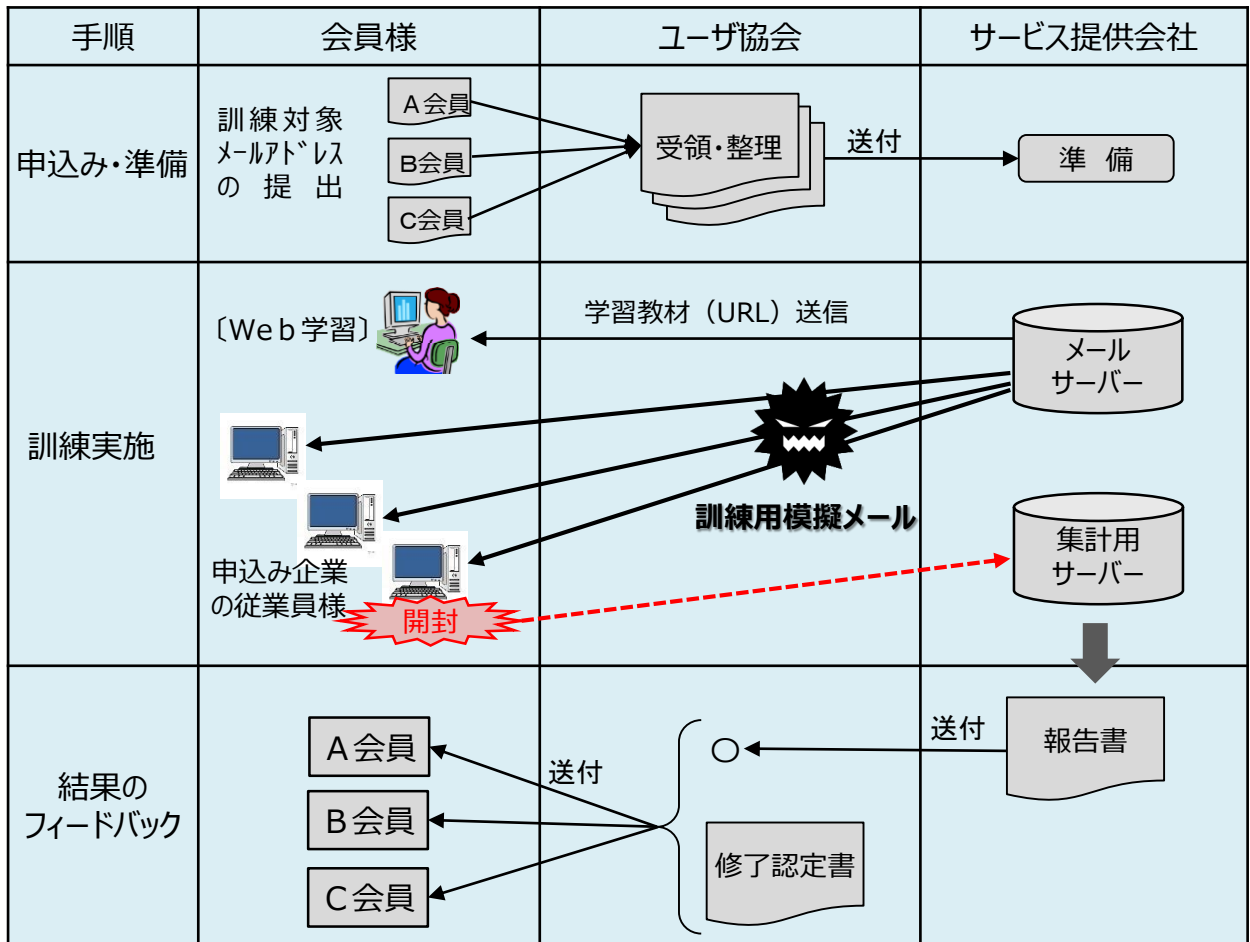 手順
会員様
ユーザ協会
サービス提供会社
申込み・準備
訓練対象
メールアドレス
の提出
A会員
B会員
C会員
受領・整理
送付
準 備
訓練実施
〔Web学習〕
学習教材（URL）送信
メール
サーバー
訓練用模擬メール
集計用
サーバー
申込み企業
の従業員様
開封
結果の
フィードバック
A会員
B会員
C会員
送付
○
送付
報告書
修了認定書